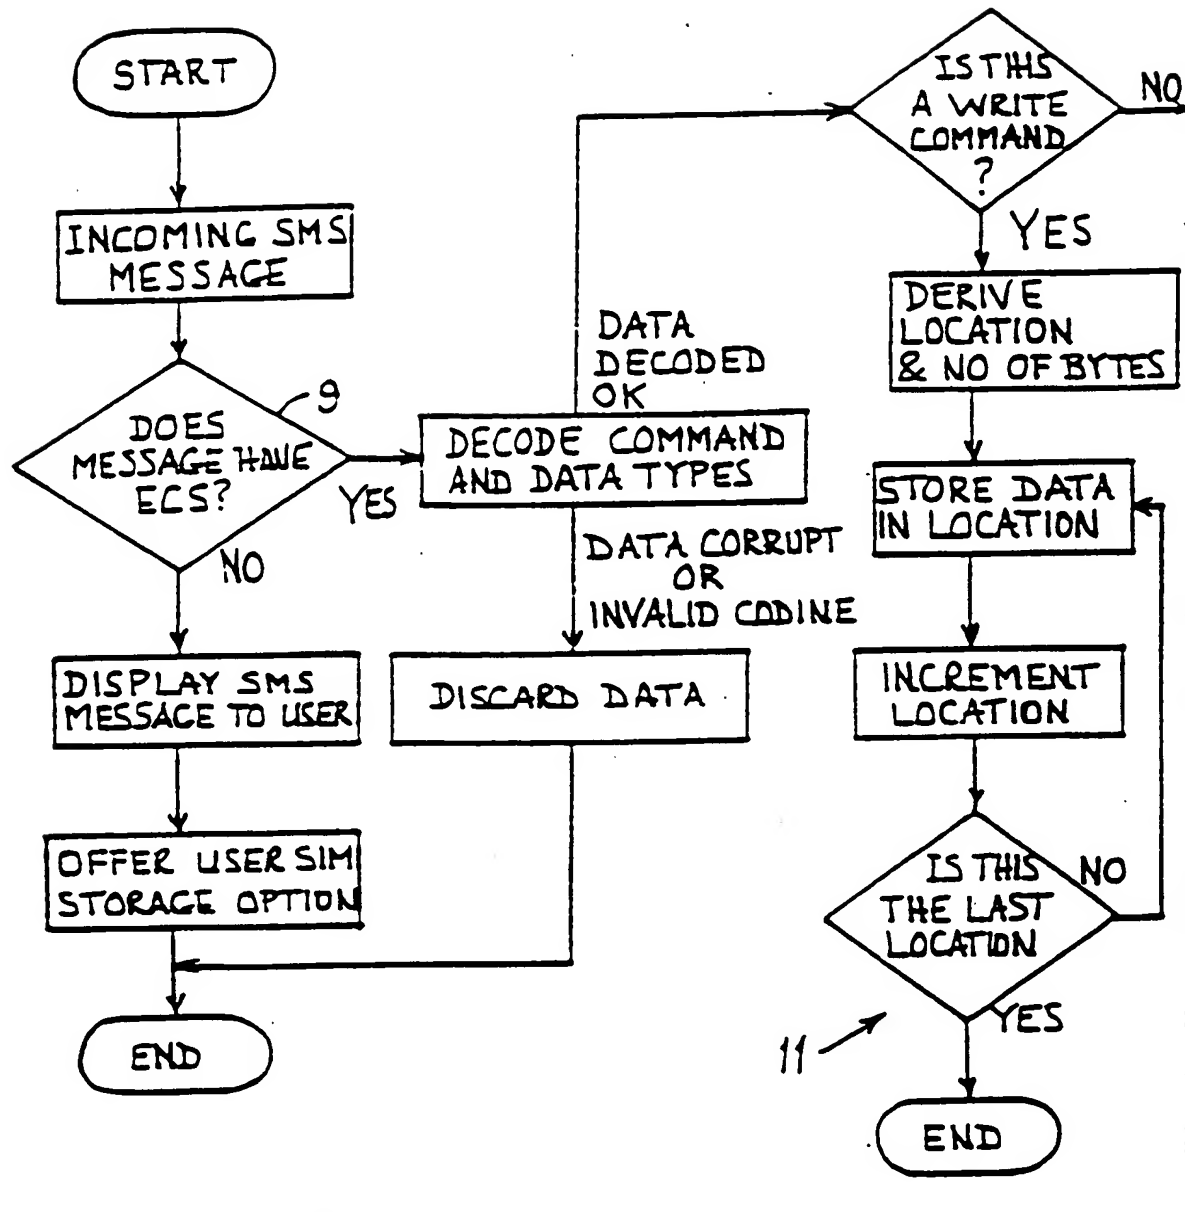 START
INCOMING SMS
MESSAGE
9
DOES
MESSAGE HAVE
ECS?
YES
NO
DISPLAY SMS
MESSAGE TO USER
OFFER USER SIM
STORAGE OPTION
END
DATA
DECODED
OK
DECODE COMMAND
AND DATA TYPES
DATA CORRUPT
OR
INVALID CODINE
DISCARD DATA
IS THIS
A WRITE
COMMAND
?
NO
YES
DERIVE
LOCATION
& NO OF BYTES
STORE DATA
IN LOCATION
INCREMENT
LOCATION
IS THIS
THE LAST
LOCATION
NO
YES
11
END